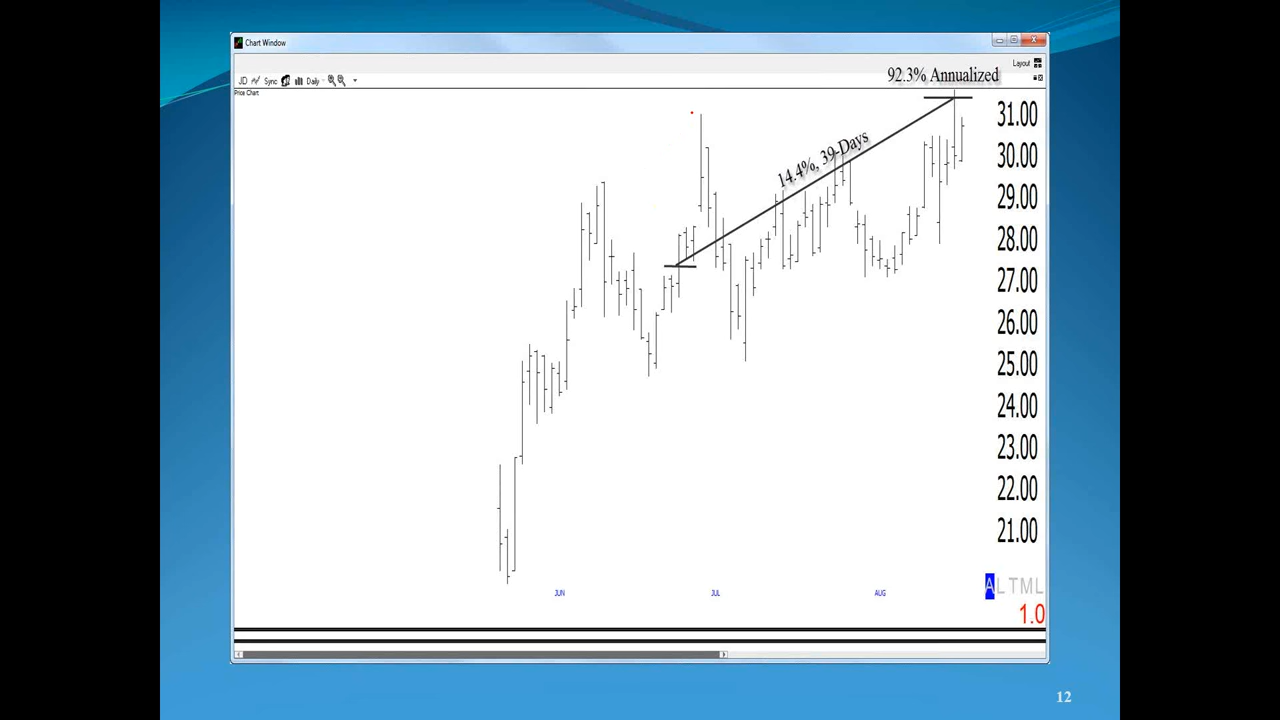 Chart Window
Layout
JD Sync Daily
92.3% Annualized
Price Chart
31.00
14.4%, 39-Days
30.00
29.00
28.00
27.00
26.00
25.00
24.00
23.00
22.00
21.00
JUN JUL AUG
A L T M L
1.0
12